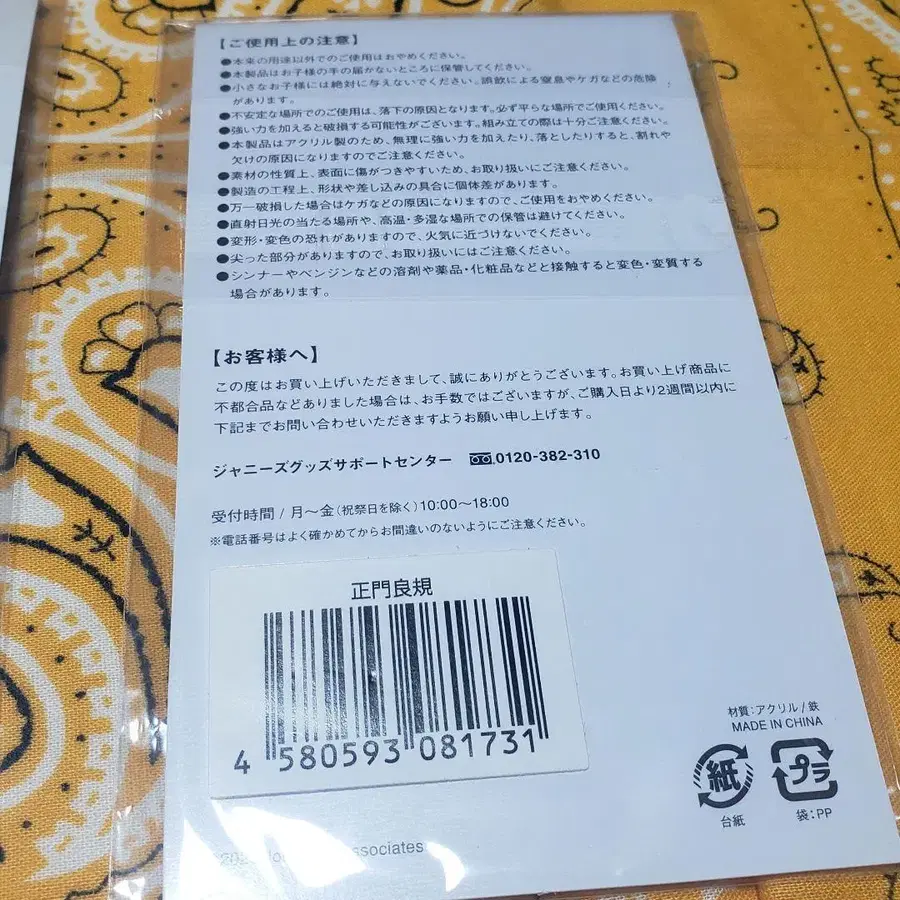 【ご使用上の注意】
●本来の用途以外でのご使用はおやめください。
●本製品はお子様の手の届かないところに保管してください。
●小さなお子様には絶対に与えないでください。誤飲による窒息やケガなどの危険
があります。
●不安定な場所でのご使用は、落下の原因となります。必ず平らな場所でご使用ください。
●強い力を加えると破損する可能性がございます。組み立ての際は十分ご注意ください。
●本製品はアクリル製のため、無理に強い力を加えたり、落としたりすると、割れや
欠けの原因になりますのでご注意ください。
●素材の性質上、表面に傷がつきやすいため、お取り扱いにご注意ください。
●製造の工程上、形状や差し込みの具合に個体差があります。
●万一破損した場合はケガなどの原因になりますので、ご使用をおやめください。
●直射日光の当たる場所や、高温・多湿な場所での保管は避けてください。
●変形・変色の恐れがありますので、火気に近づけないでください。
●尖った部分がありますので、お取り扱いにはご注意ください。
●シンナーやベンジンなどの溶剤や薬品・化粧品などと接触すると変色・変質する
場合があります。
【お客様へ】
この度はお買い上げいただきまして、誠にありがとうございます。お買い上げ商品に
不都合品などありました場合は、お手数ではございますが、ご購入日より2週間以内に
下記までお問い合わせいただきますようお願い申し上げます。
ジャニーズグッズサポートセンター 0120-382-310
受付時間 / 月〜金(祝祭日を除く)10:00〜18:00
※電話番号はよく確かめてからお間違いのないようにご注意ください。
正門良規
4 580593 081731
材質:アクリル/鉄
MADE IN CHINA
紙 プラ
台紙 袋:PP
ssociates